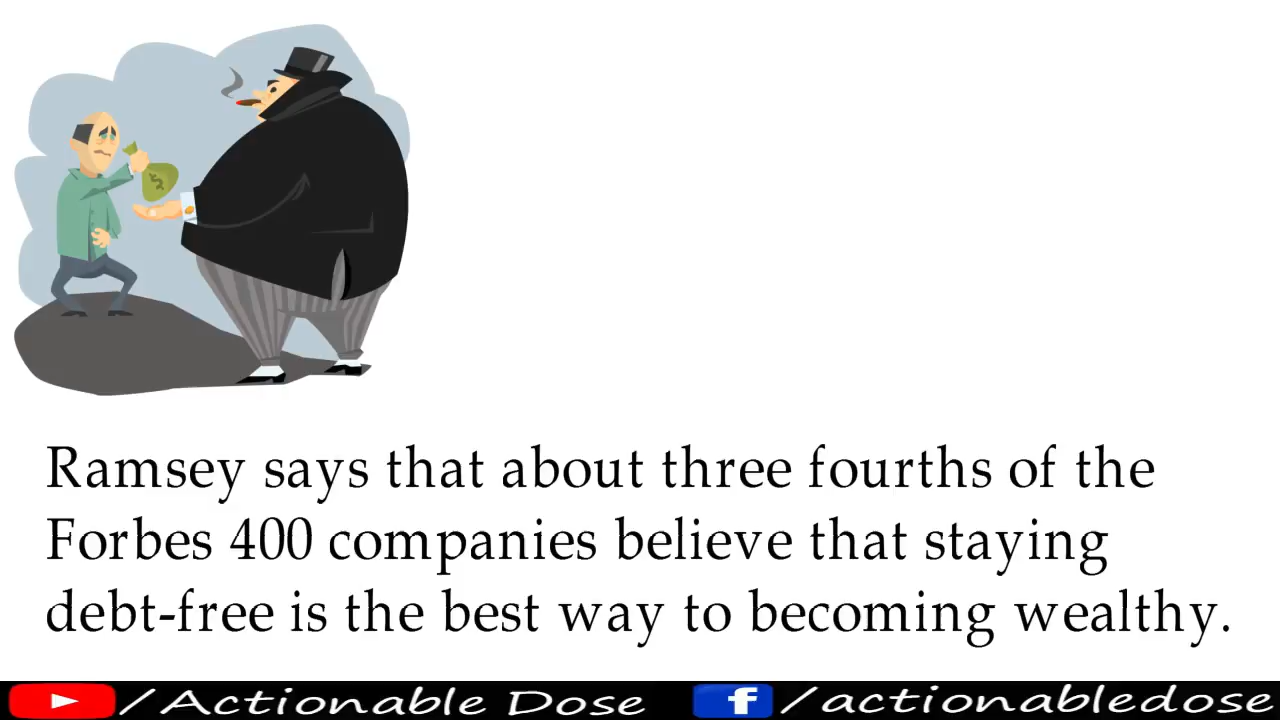 Ramsey says that about three fourths of the
Forbes 400 companies believe that staying
debt-free is the best way to becoming wealthy.
/Actionable Dose f /actionabledose